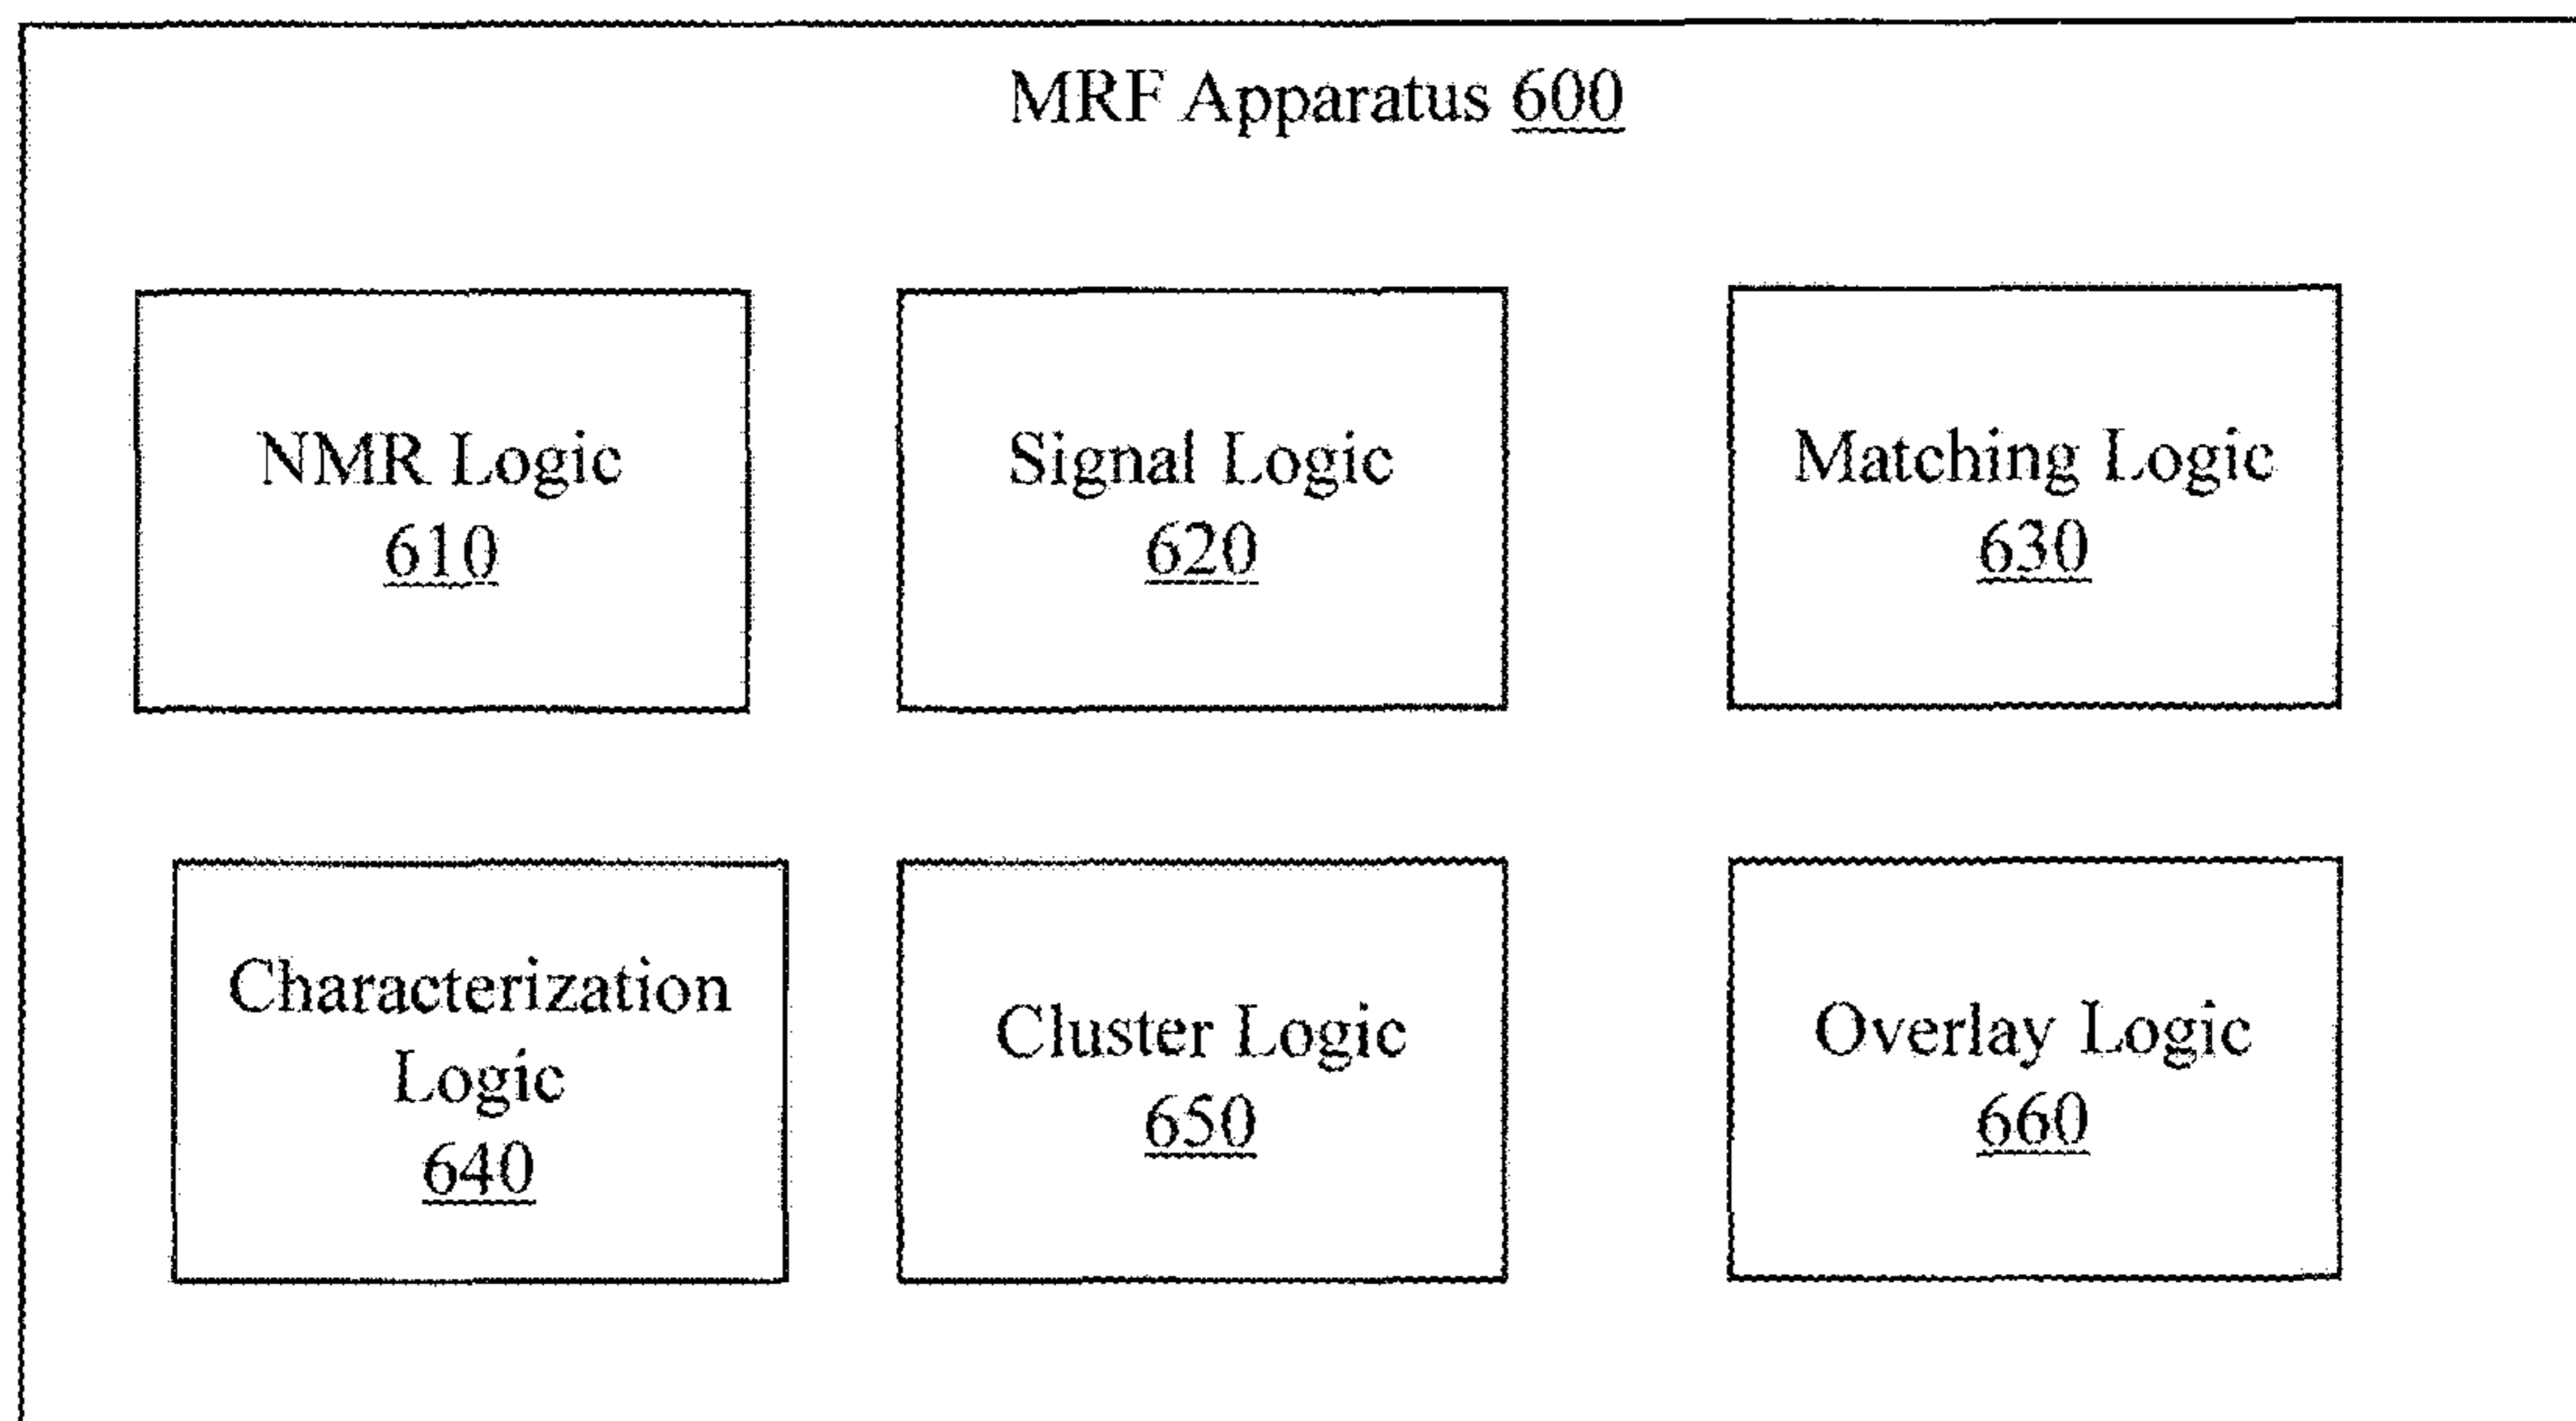 MRF Apparatus 600
NMR Logic
610
Signal Logic
620
Matching Logic
630
Characterization
Logic
640
Cluster Logic
650
Overlay Logic
660